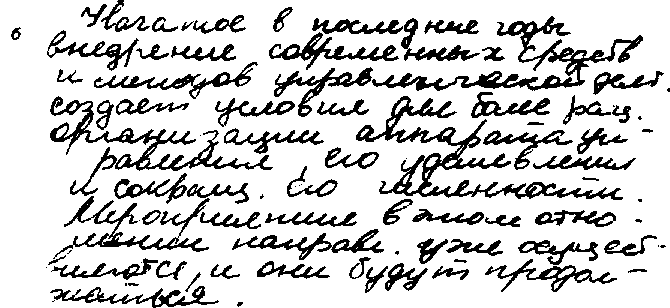 Начатое в последние годы
внедрение современных средств
и методов управленческой деят.
создает условия для более рац.
организации аппарата уп-
равления, его удешевления
и сокращ. его численности.
Мероприятия в этом отно-
шении направл. уже осущест-
вляются, и они будут продол-
жаться.